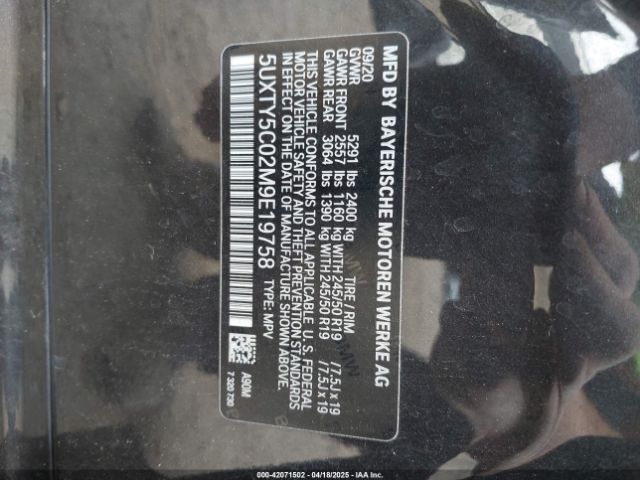 MFD BY BAYERISCHE MOTOREN WERKE AG
09/20
GVWR 5291 lbs 2400 kg TIRE / RIM
GAWR FRONT 2557 lbs 1160 kg WITH 245/50 R19 /7.5J x 19
GAWR REAR 3064 lbs 1390 kg WITH 245/50 R19 /7.5J x 19
THIS VEHICLE CONFORMS TO ALL APPLICABLE U.S. FEDERAL
MOTOR VEHICLE SAFETY AND THEFT PREVENTION STANDARDS
IN EFFECT ON THE DATE OF MANUFACTURE SHOWN ABOVE.
5UXTY5C02M9E19758 TYPE: MPV
A90M
7 320 730
000-42071502 04/18/2025 IAA Inc.